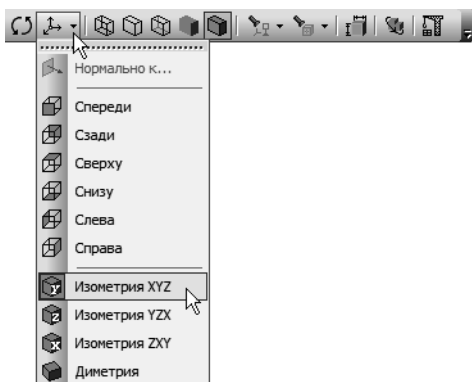 Нормально к...
Спереди
Сзади
Сверху
Снизу
Слева
Справа
Изометрия XYZ
Изометрия YZX
Изометрия ZXY
Диметрия